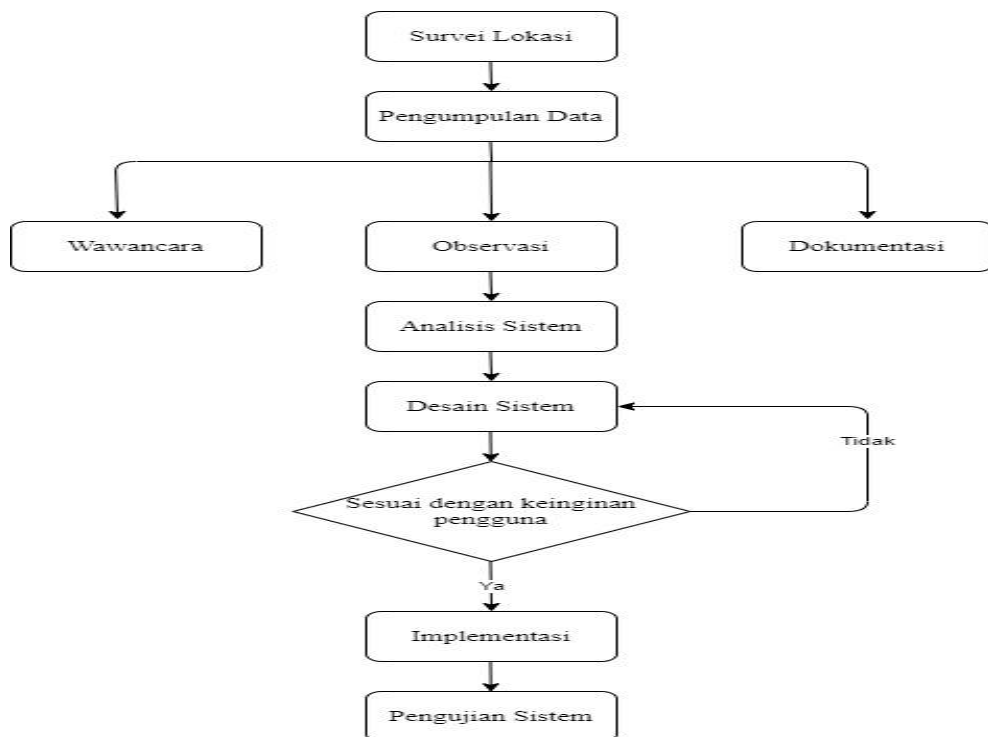 Survei Lokasi
Pengumpulan Data
Wawancara
Observasi
Dokumentasi
Analisis Sistem
Desain Sistem
Tidak
Sesuai dengan keinginan
pengguna
Ya
Implementasi
Pengujian Sistem